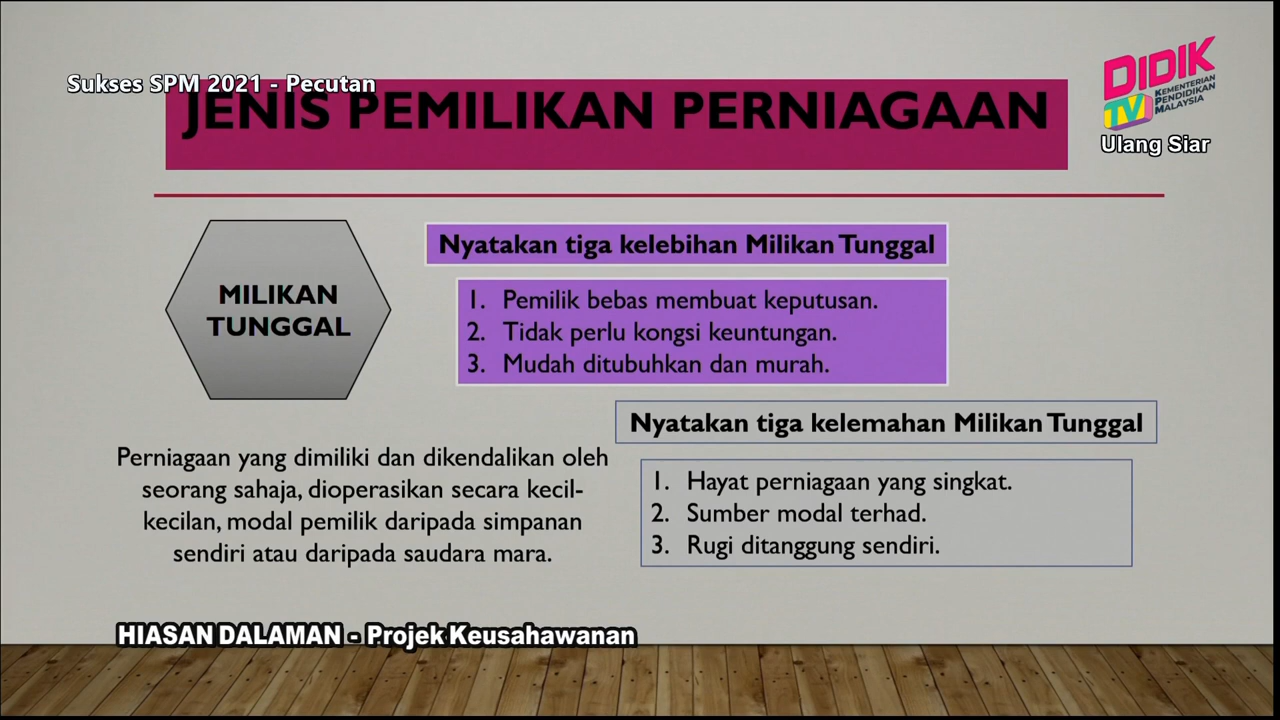 Sukses SPM 2021 - Pecutan
JENIS PEMILIKAN PERNIAGAAN
DIDIK
TV
KEMENTERIAN
PENDIDIKAN
MALAYSIA
Ulang Siar
MILIKAN
TUNGGAL
Nyatakan tiga kelebihan Milikan Tunggal
1. Pemilik bebas membuat keputusan.
2. Tidak perlu kongsi keuntungan.
3. Mudah ditubuhkan dan murah.
Perniagaan yang dimiliki dan dikendalikan oleh
seorang sahaja, dioperasikan secara kecil-
kecilan, modal pemilik daripada simpanan
sendiri atau daripada saudara mara.
Nyatakan tiga kelemahan Milikan Tunggal
1. Hayat perniagaan yang singkat.
2. Sumber modal terhad.
3. Rugi ditanggung sendiri.
HIASAN DALAMAN - Projek Keusahawanan